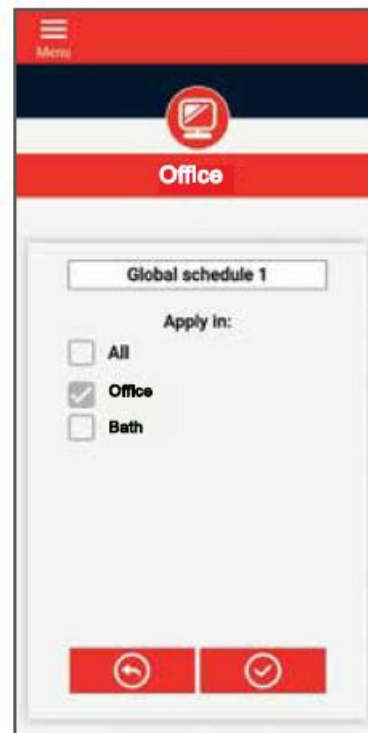 Menu
Office
Global schedule 1
Apply in:
All
Office
Bath